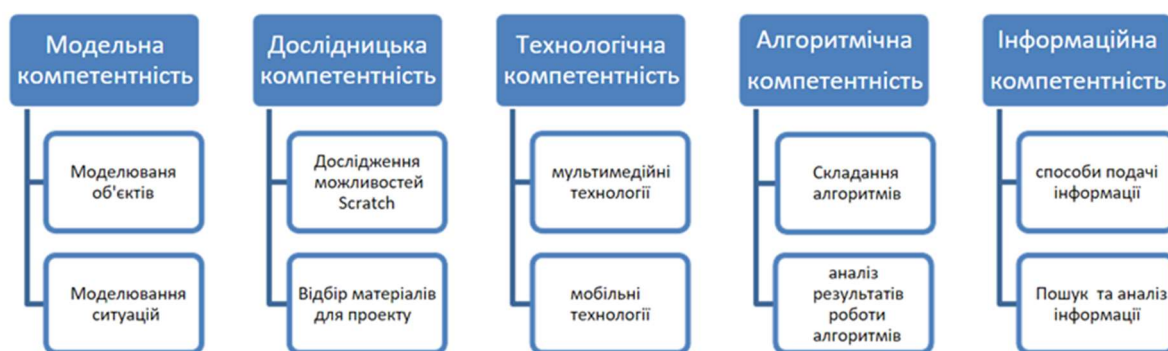 Модельна
компетентність
Моделюваня
об'єктів
Моделювання
ситуацій
Дослідницька
компетентність
Дослідження
можливостей
Scratch
Відбір матеріалів
для проекту
Технологічна
компетентність
мультимедійні
технології
мобільні
технології
Алгоритмічна
компетентність
Складання
алгоритмів
аналіз
результатів
роботи
алгоритмів
Інформаційна
компетентність
способи подачі
інформації
Пошук та аналіз
інформації